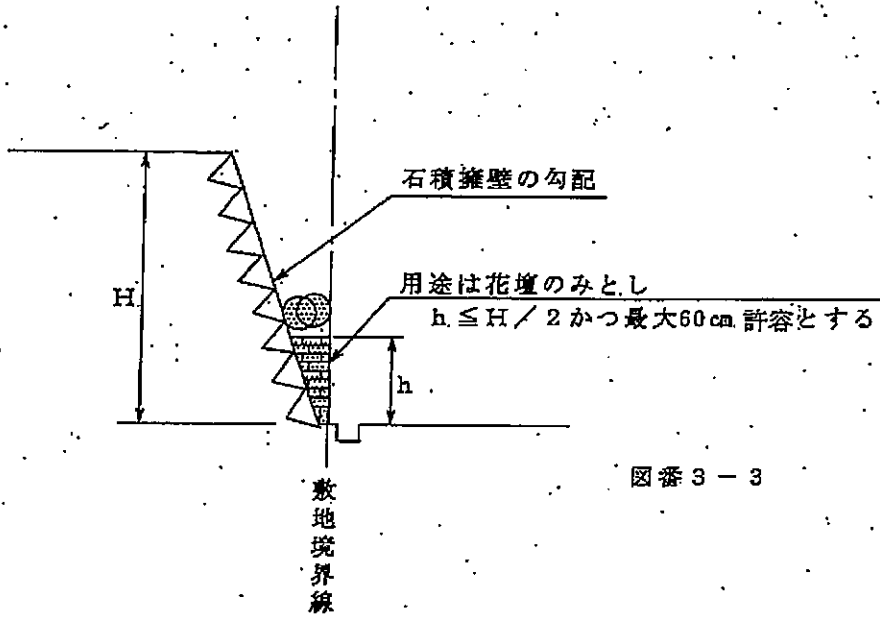 石積擁壁の勾配
用途は花壇のみとし
h≦H/2かつ最大60cm許容とする
H
h
図番3-3
敷地境界線